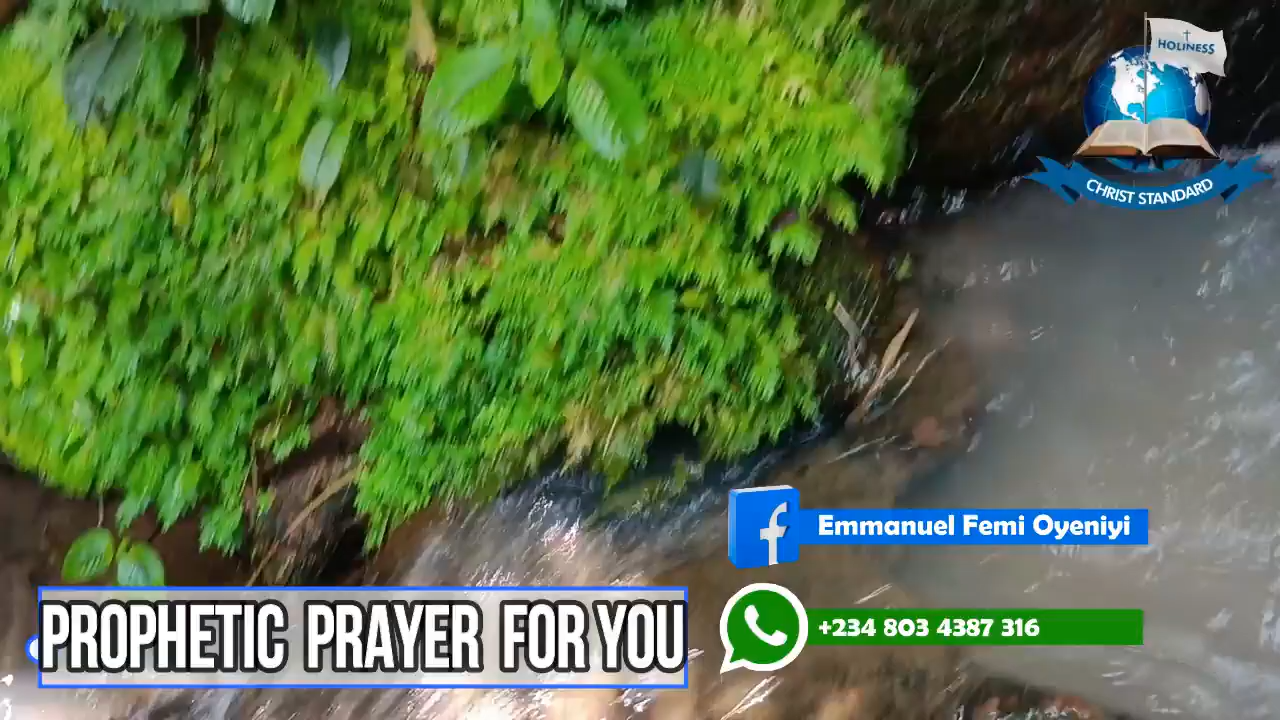 HOLINESS
CHRIST STANDARD
Emmanuel Femi Oyeniyi
PROPHETIC PRAYER FOR YOU
+234 803 4387 316